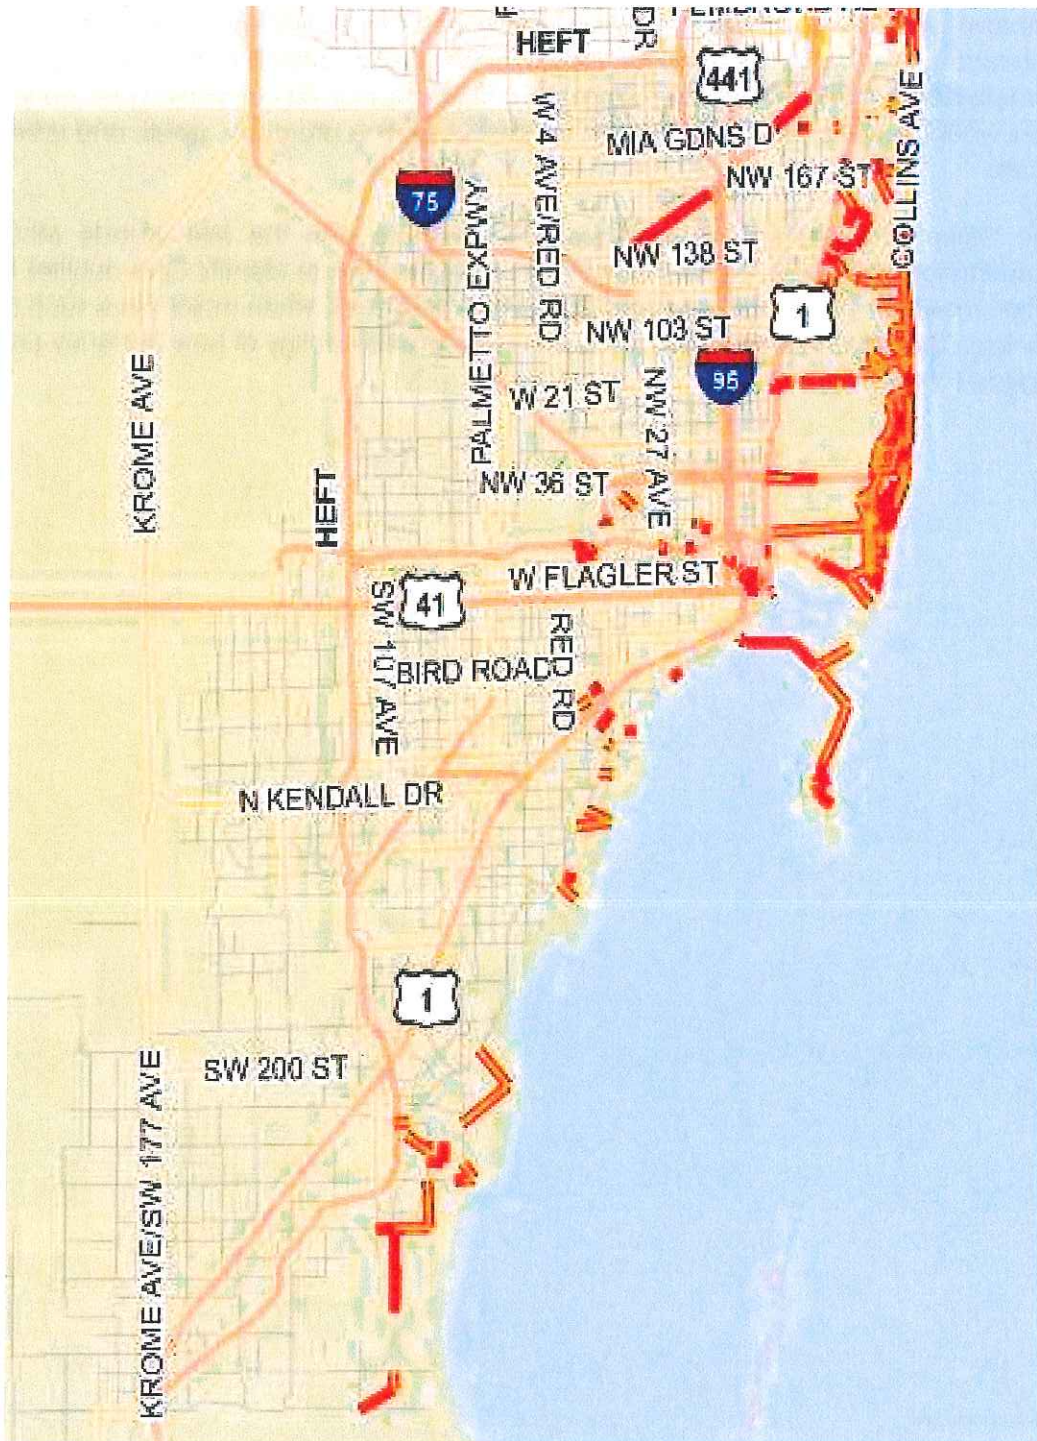 HEFT
441
COLLINS AVE
W 4 AVE/RED RD
MIA GDNS D
NW 167 ST
75
PALMETTO EXPWY
NW 138 ST
1
NW 103 ST
KROME AVE
95
W 21 ST
NW 27 AVE
NW 36 ST
HEFT
W FLAGLER ST
41
SW 107 AVE
RED RD
BIRD ROAD
N KENDALL DR
1
SW 200 ST
KROME AVE/SW 177 AVE